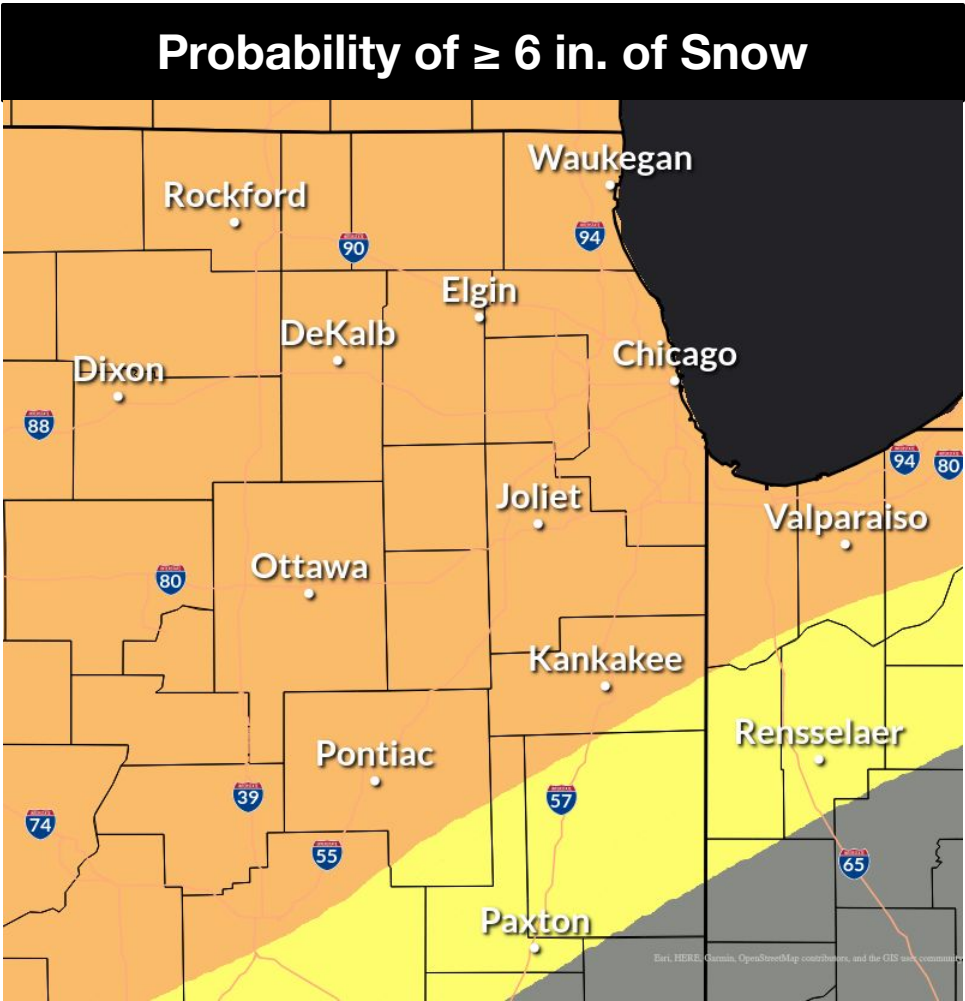 Probability of ≥ 6 in. of Snow
Waukegan
Rockford
90
94
Elgin
DeKalb
Chicago
Dixon
88
94
80
Joliet
Valparaiso
Ottawa
80
Kankakee
Rensselaer
Pontiac
39
57
74
55
65
Paxton
Esri, HERE, Garmin, OpenStreetMap contributors, and the GIS user community